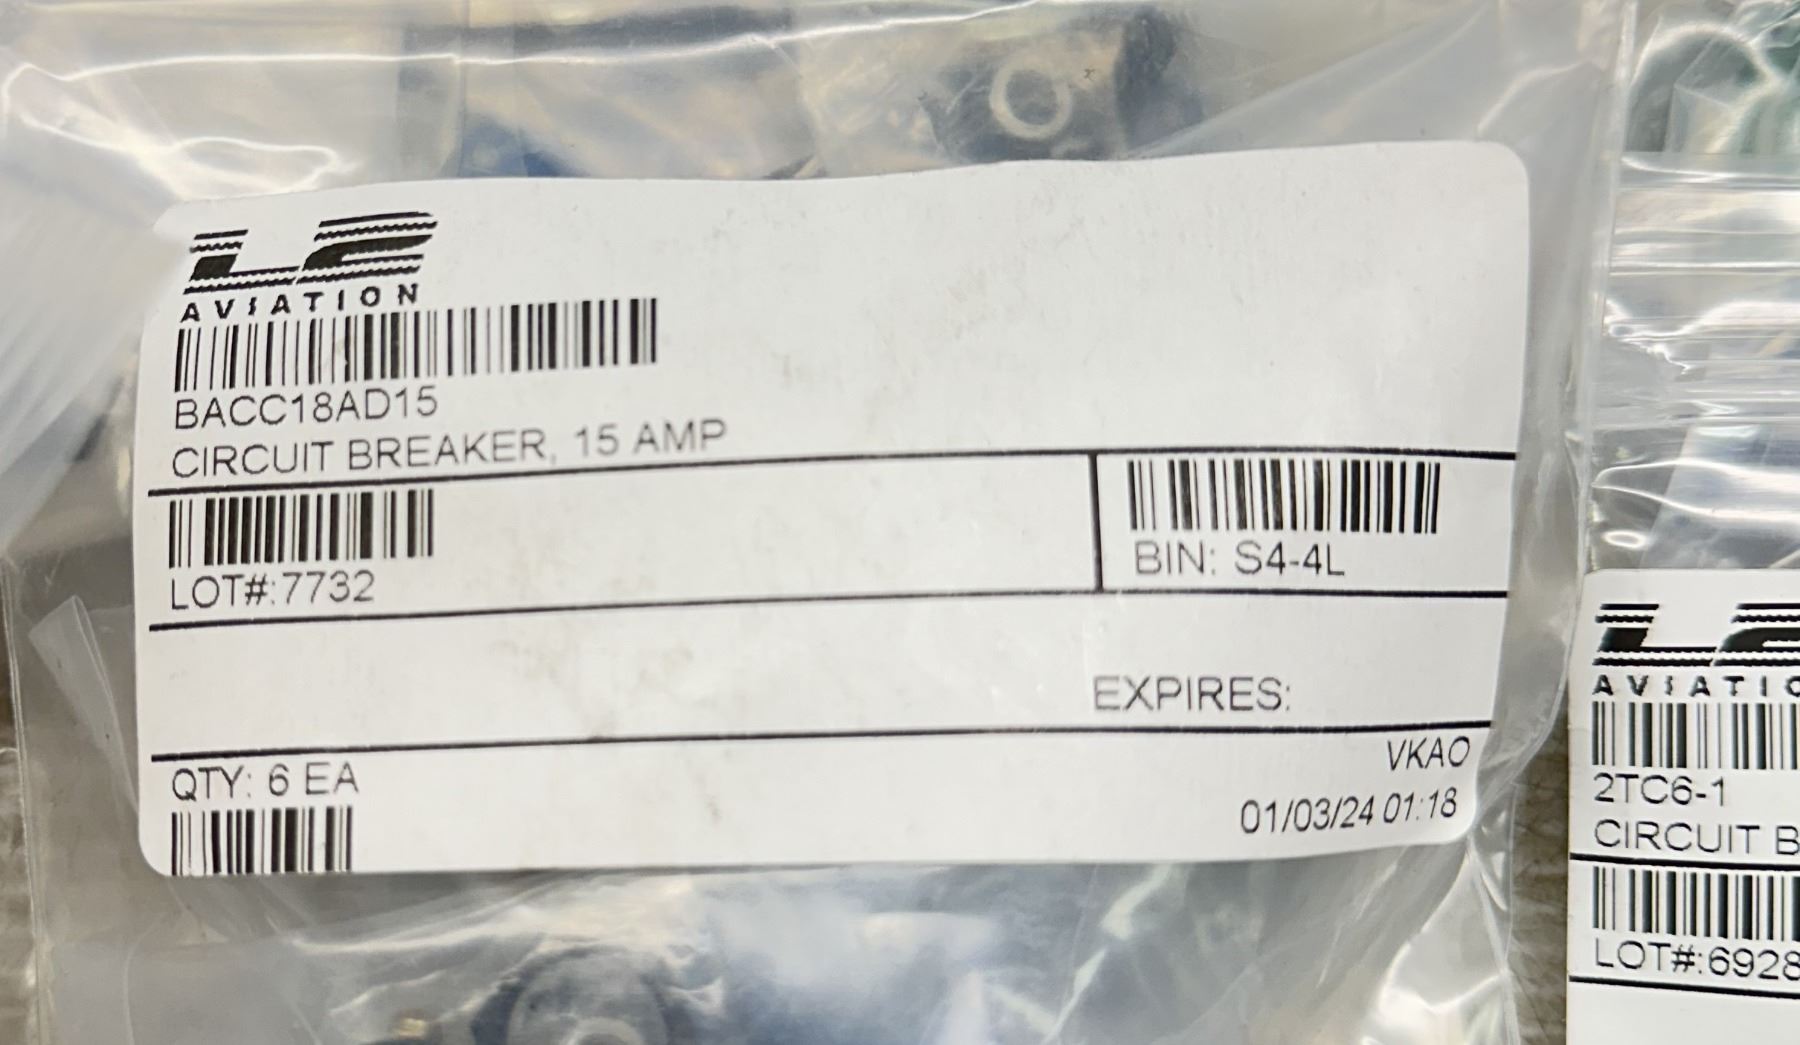 L2
AVIATION
BACC18AD15
CIRCUIT BREAKER, 15 AMP
LOT#:7732
BIN: S4-4L
EXPIRES:
QTY: 6 EA
VKAO
01/03/24 01:18
L2
AVIATIO
2TC6-1
CIRCUIT B
LOT#:6928